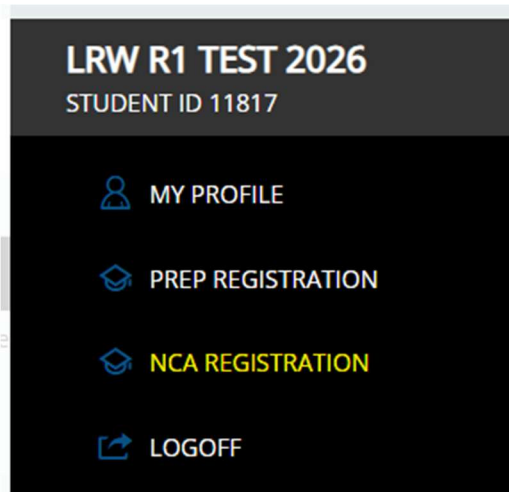 LRW R1 TEST 2026
STUDENT ID 11817
MY PROFILE
PREP REGISTRATION
NCA REGISTRATION
LOGOFF